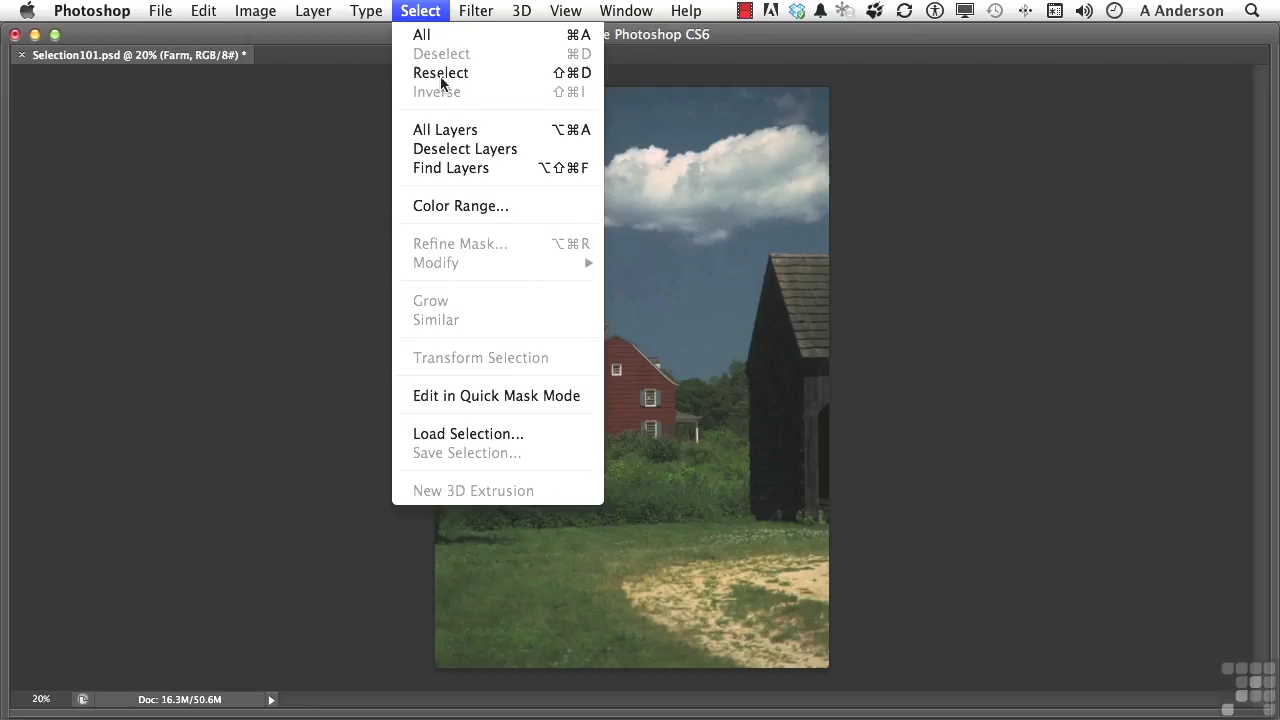 Photoshop File Edit Image Layer Type Select Filter 3D View Window Help A Anderson
e Photoshop CS6
× Selection101.psd @ 20% (Farm, RGB/8#) *
All ⌘A
Deselect ⌘D
Reselect ⇧⌘D
Inverse ⇧⌘I
All Layers ⌥⌘A
Deselect Layers
Find Layers ⌥⇧⌘F
Color Range...
Refine Mask... ⌥⌘R
Modify ▶
Grow
Similar
Transform Selection
Edit in Quick Mask Mode
Load Selection...
Save Selection...
New 3D Extrusion
20% Doc: 16.3M/50.6M